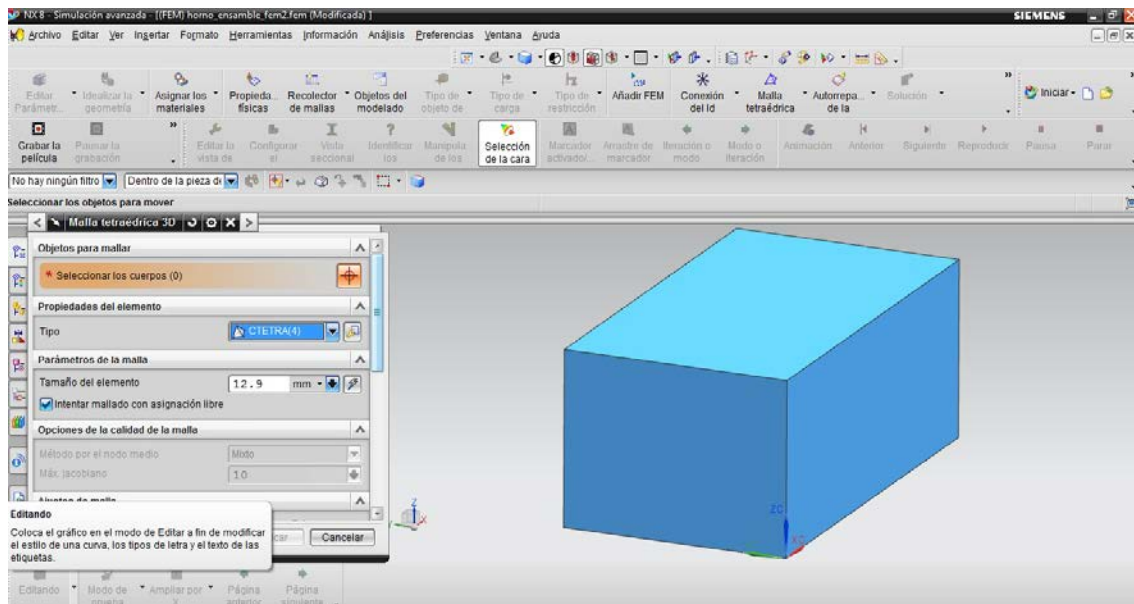 NX 8 - Simulación avanzada - [(FEM) horno_ensamble_fem2.fem (Modificada) ] SIEMENS
Archivo Editar Ver Insertar Formato Herramientas Información Análisis Preferencias Ventana Ayuda
Editar Idealizar la Asignar los Propieda... Recolector Objetos del Tipo de Tipo de Tipo de Añadir FEM Conexión Malla Autorrepa... Solución Iniciar
Parámetr... geometría materiales físicas de mallas modelado objeto de carga restricción del Id tetraédrica de la
Grabar la Pausar la Editar la Configurar Vista Identificar Manipula Selección Marcador Arrastre de Iteración o Modo o Animación Anterior Siguiente Reproducir Pausa Parar
película grabación vista de el seccional los de los de la cara activador... marcador modo iteración
No hay ningún filtro Dentro de la pieza de
Seleccionar los objetos para mover
Malla tetraédrica 3D
Objetos para mallar
* Seleccionar los cuerpos (0)
Propiedades del elemento
Tipo CTETRA(4)
Parámetros de la malla
Tamaño del elemento 12.9 mm
Intentar mallado con asignación libre
Opciones de la calidad de la malla
Método por el nodo medio Mixto
Máx. jacobiano 10
Ajustes de malla
Editando
Coloca el gráfico en el modo de Editar a fin de modificar
el estilo de una curva, los tipos de letra y el texto de las
etiquetas.
car Cancelar
Z
X
ZC
XC
Editando Modo de Ampliar por Página Página
prueba X anterior siguiente